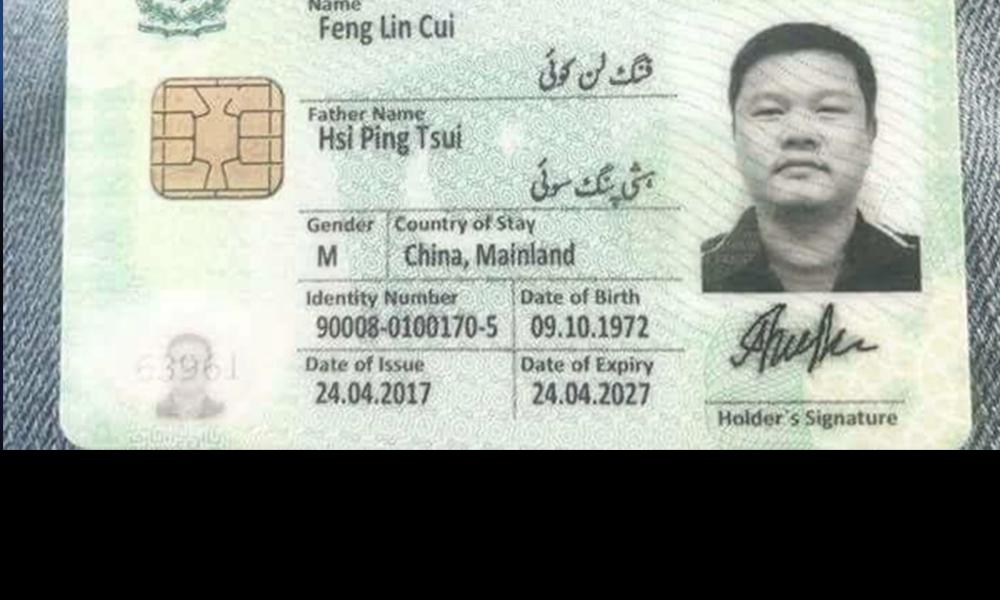 Name
Feng Lin Cui
فنگ لن کوئی
Father Name
Hsi Ping Tsui
ہشی پنگ سوئی
Gender Country of Stay
M China, Mainland
Identity Number Date of Birth
90008-0100170-5 09.10.1972
Date of Issue Date of Expiry
24.04.2017 24.04.2027
63961
Holder's Signature